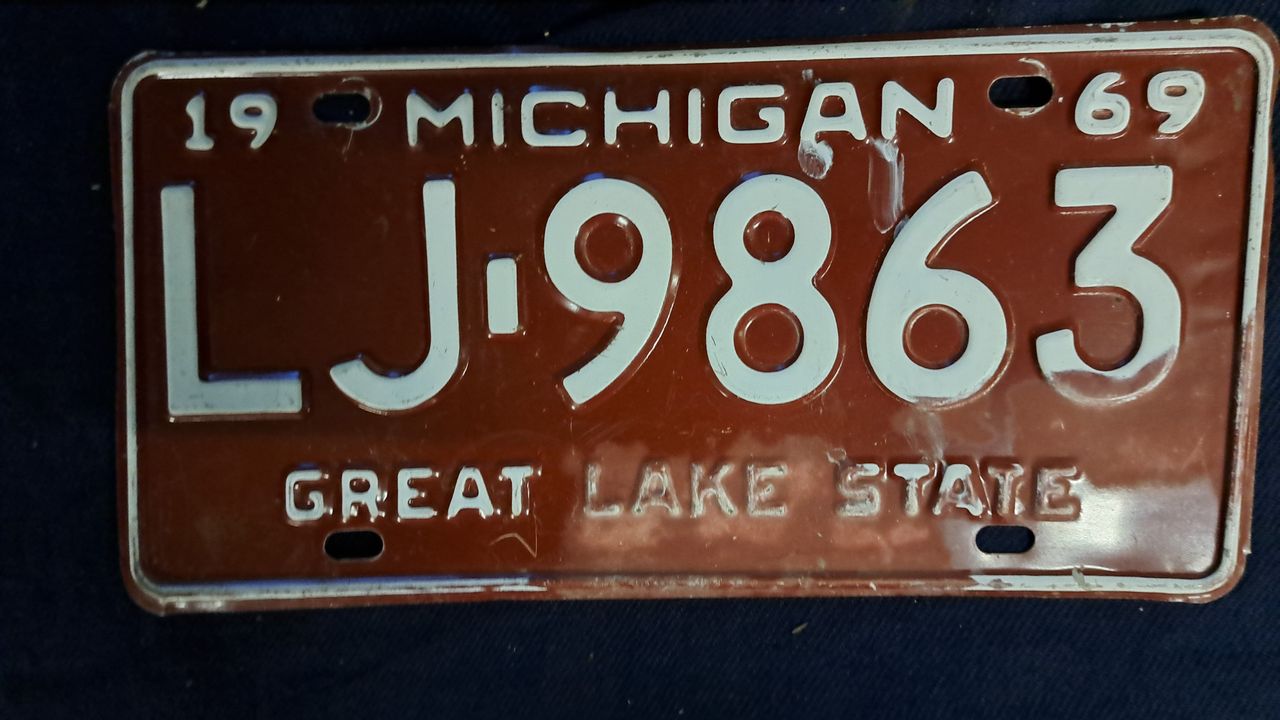 19 MICHIGAN 69
LJ-9863
GREAT LAKE STATE